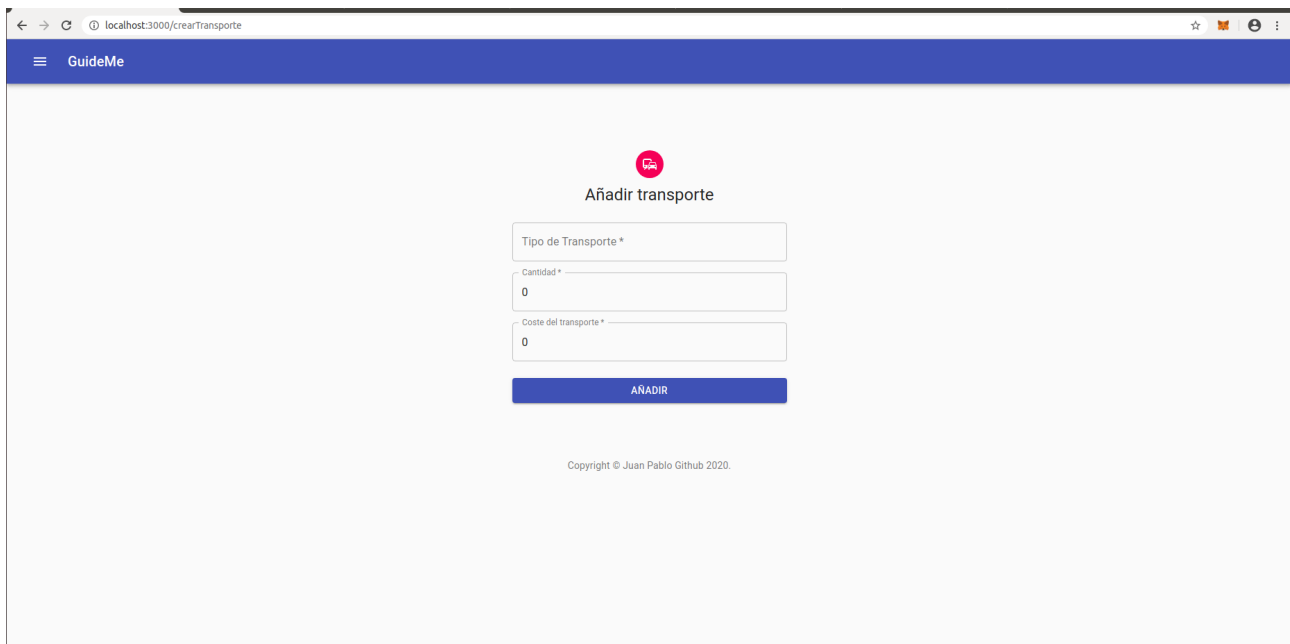 localhost:3000/crearTransporte
GuideMe
Añadir transporte
Tipo de Transporte *
Cantidad *
0
Coste del transporte *
0
AÑADIR
Copyright © Juan Pablo Github 2020.